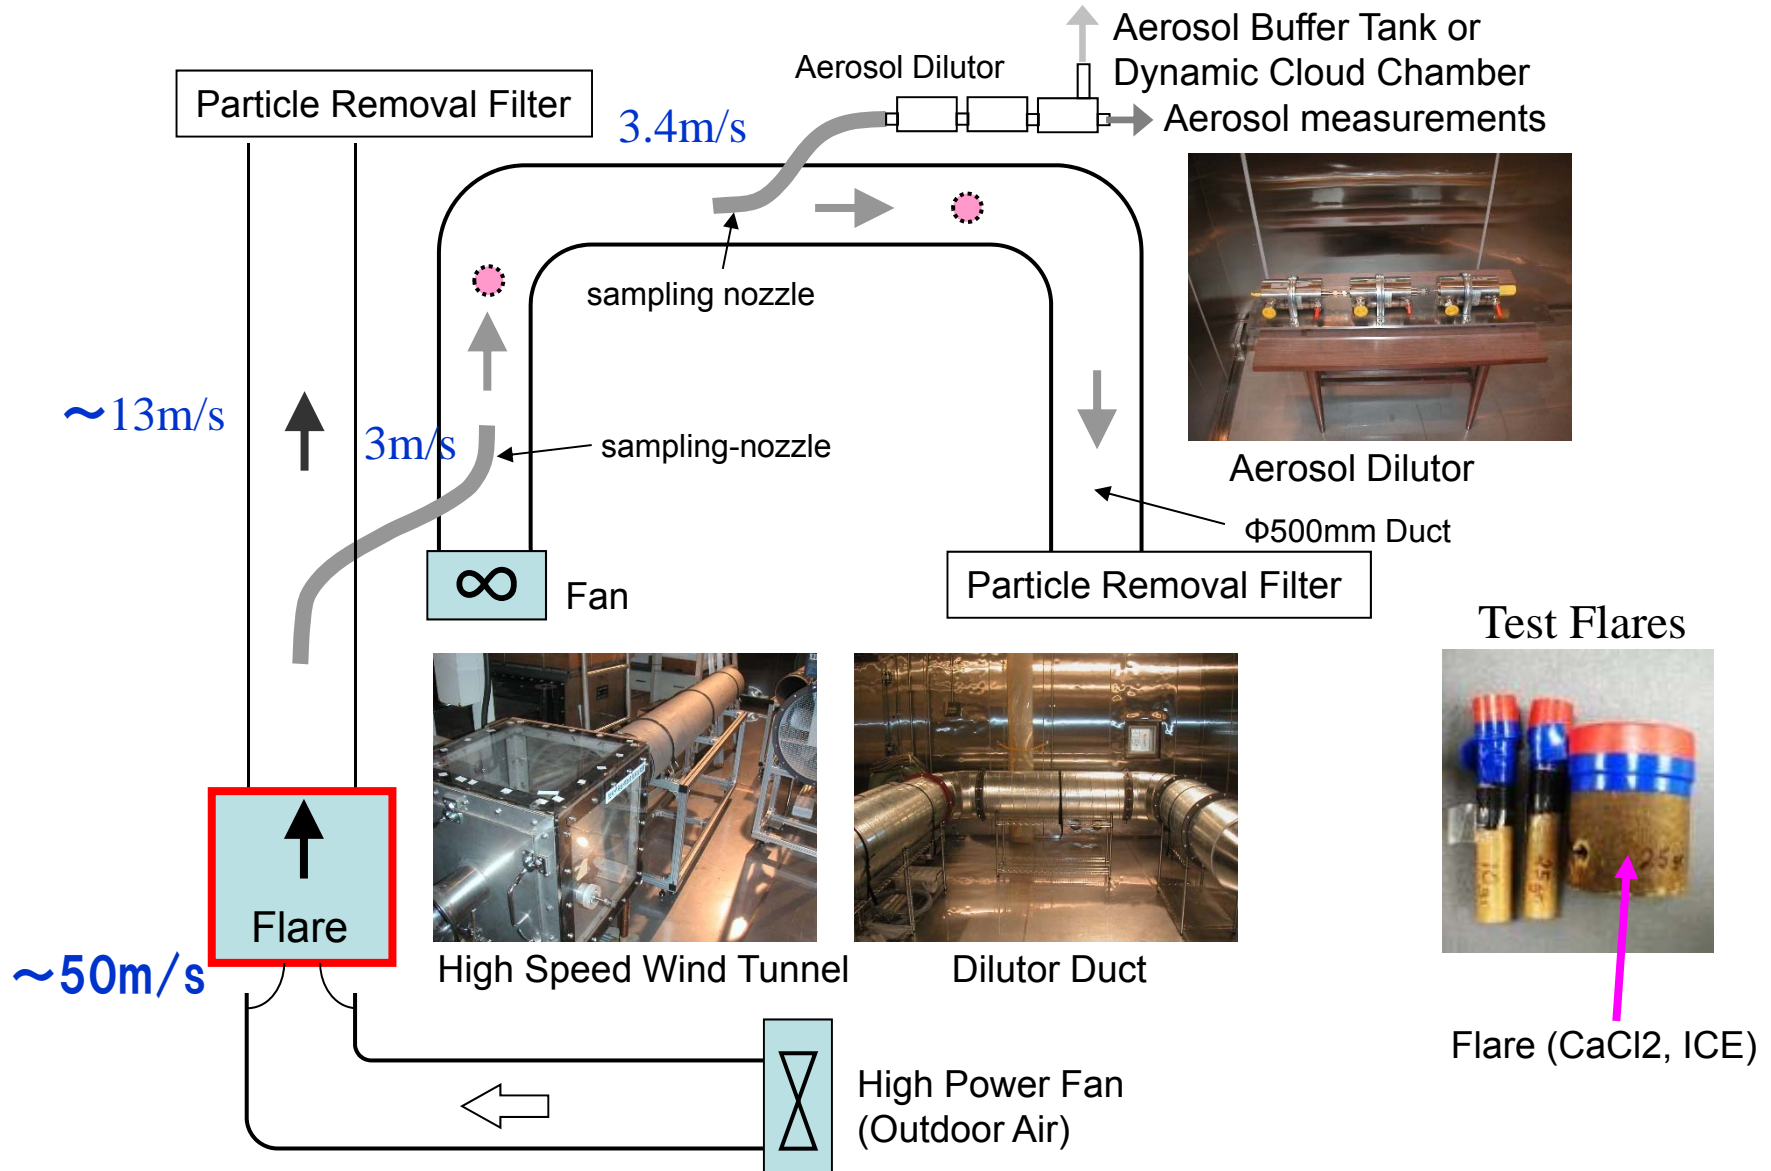 Aerosol Buffer Tank or
Dynamic Cloud Chamber
Aerosol Dilutor
Particle Removal Filter
3.4m/s
Aerosol measurements
sampling nozzle
～13m/s
3m/s
sampling-nozzle
Aerosol Dilutor
Φ500mm Duct
Fan
Particle Removal Filter
Test Flares
Flare
～50m/s
High Speed Wind Tunnel
Dilutor Duct
Flare (CaCl2, ICE)
High Power Fan
(Outdoor Air)